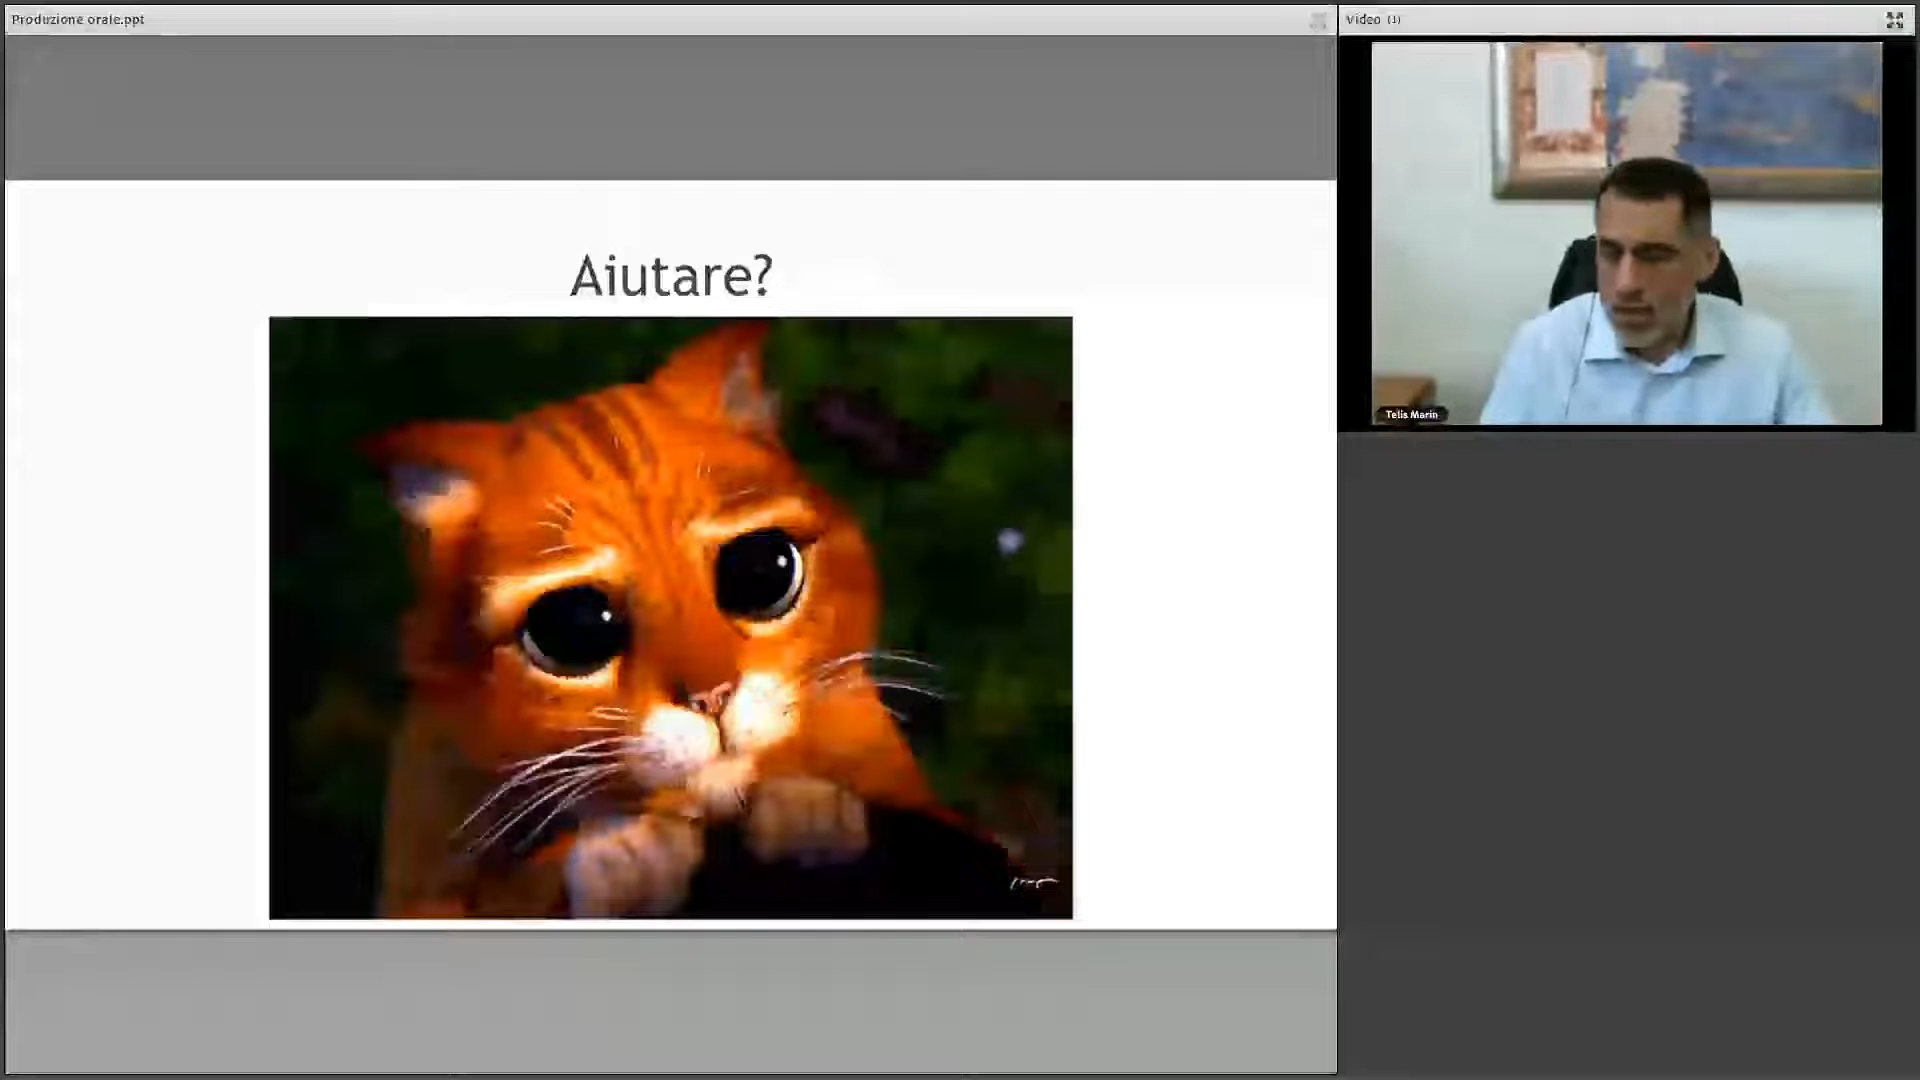 Produzione orale.ppt
Video (1)
Aiutare?
Telis Marin